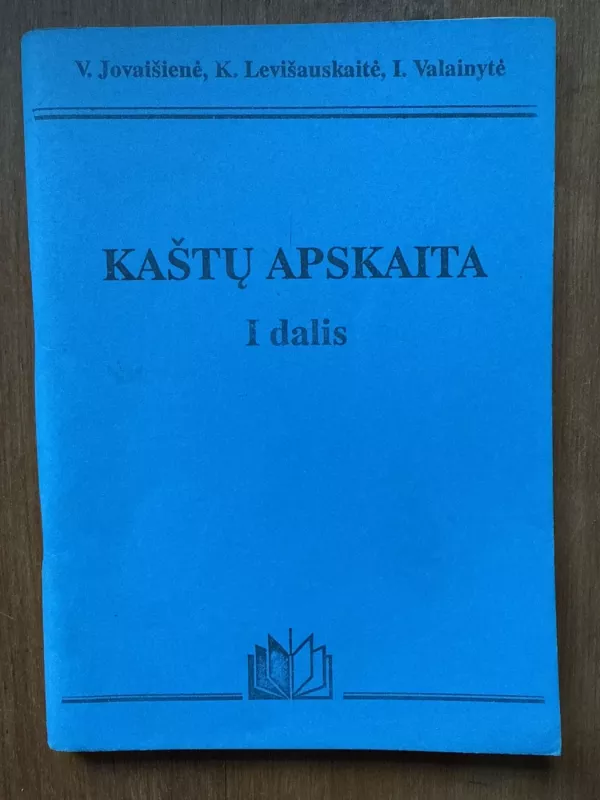 V. Jovaišienė, K. Levišauskaitė, I. Valainytė
KAŠTŲ APSKAITA
I dalis